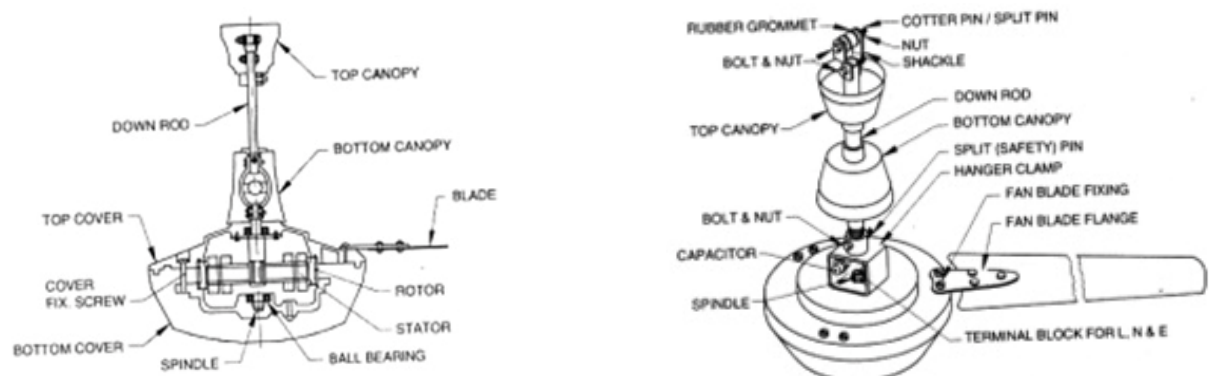 TOP CANOPY
DOWN ROD
BOTTOM CANOPY
BLADE
TOP COVER
COVER
FIX. SCREW
ROTOR
STATOR
BOTTOM COVER
SPINDLE
BALL BEARING
RUBBER GROMMET
COTTER PIN / SPLIT PIN
NUT
BOLT & NUT
SHACKLE
DOWN ROD
TOP CANOPY
BOTTOM CANOPY
SPLIT (SAFETY) PIN
HANGER CLAMP
FAN BLADE FIXING
BOLT & NUT
FAN BLADE FLANGE
CAPACITOR
SPINDLE
TERMINAL BLOCK FOR L, N & E